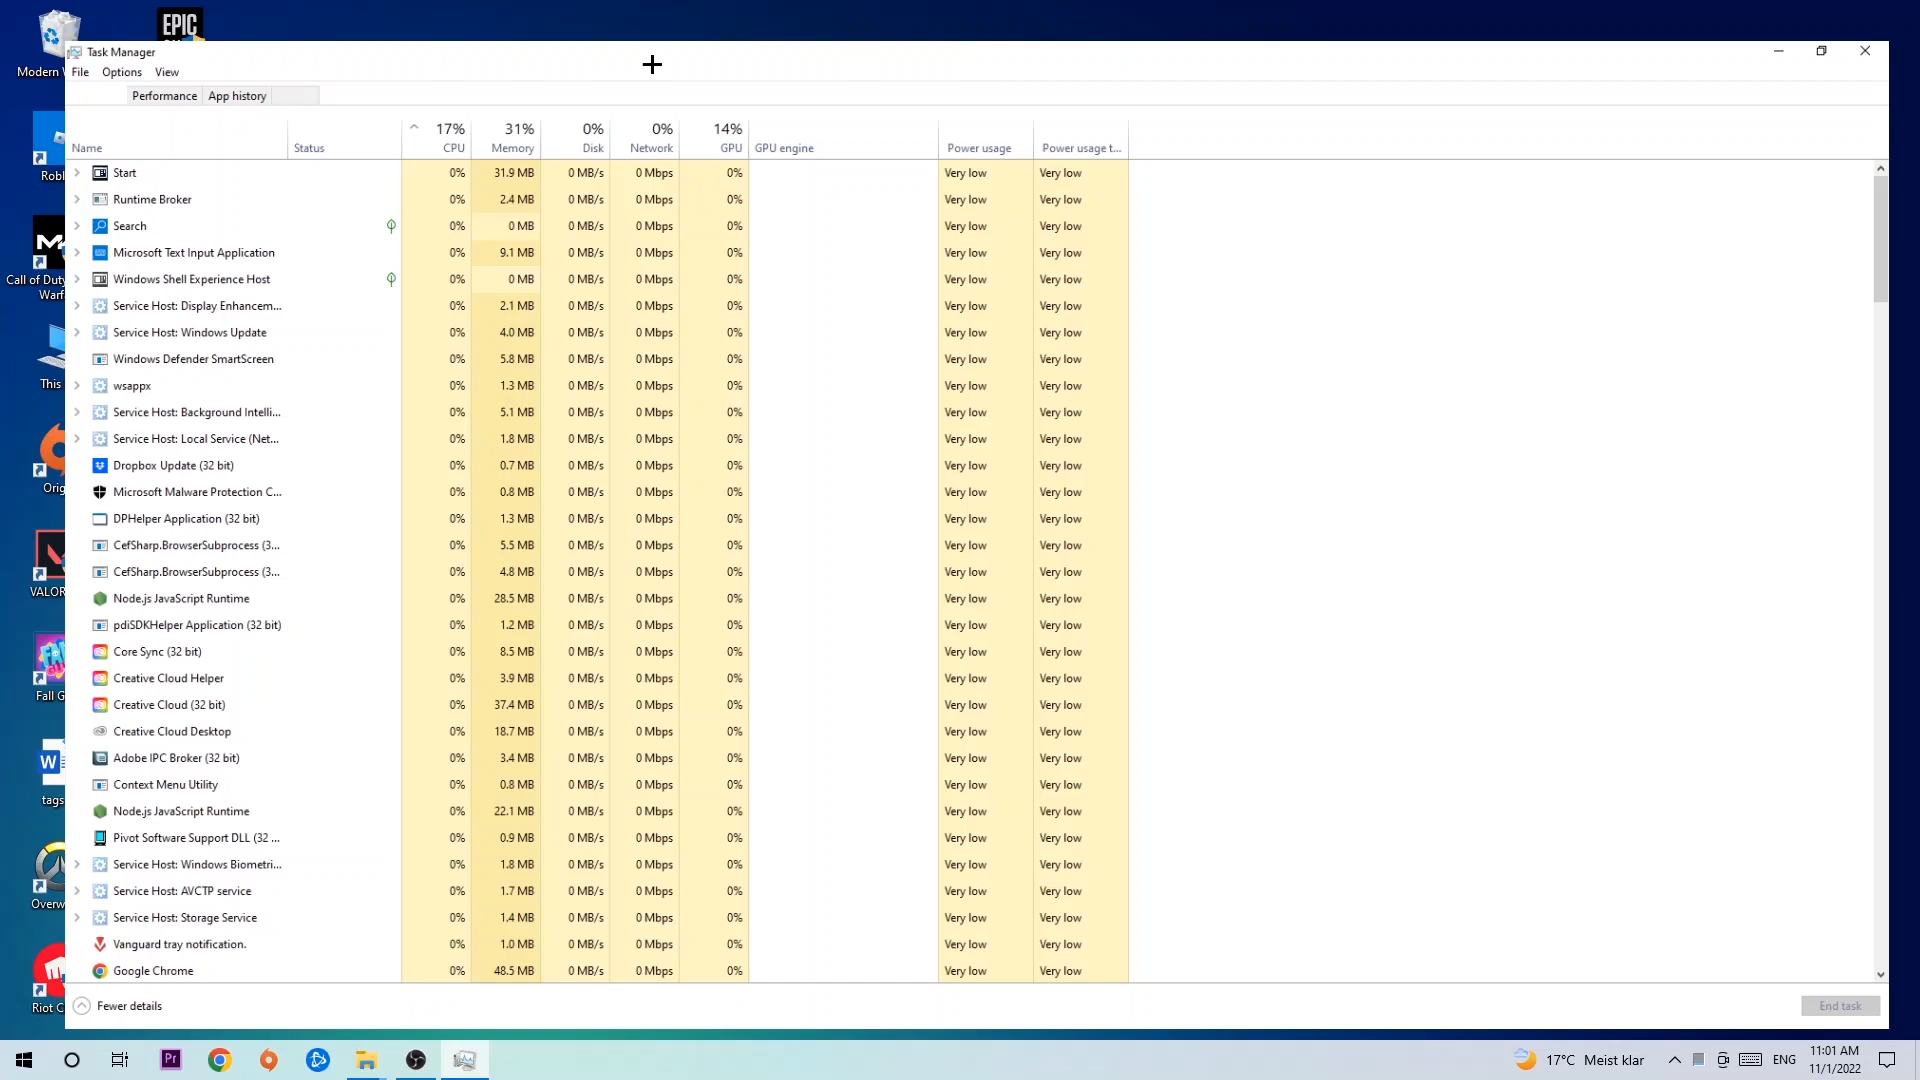 EPIC
Modern
Task Manager
File Options View
Performance App history
17% 31% 0% 0% 14%
Name Status CPU Memory Disk Network GPU GPU engine Power usage Power usage t...
Start 0% 31.9 MB 0 MB/s 0 Mbps 0% Very low Very low
Runtime Broker 0% 2.4 MB 0 MB/s 0 Mbps 0% Very low Very low
Search 0% 0 MB 0 MB/s 0 Mbps 0% Very low Very low
Microsoft Text Input Application 0% 9.1 MB 0 MB/s 0 Mbps 0% Very low Very low
Windows Shell Experience Host 0% 0 MB 0 MB/s 0 Mbps 0% Very low Very low
Service Host: Display Enhancem... 0% 2.1 MB 0 MB/s 0 Mbps 0% Very low Very low
Service Host: Windows Update 0% 4.0 MB 0 MB/s 0 Mbps 0% Very low Very low
Windows Defender SmartScreen 0% 5.8 MB 0 MB/s 0 Mbps 0% Very low Very low
wsappx 0% 1.3 MB 0 MB/s 0 Mbps 0% Very low Very low
Service Host: Background Intelli... 0% 5.1 MB 0 MB/s 0 Mbps 0% Very low Very low
Service Host: Local Service (Net... 0% 1.8 MB 0 MB/s 0 Mbps 0% Very low Very low
Dropbox Update (32 bit) 0% 0.7 MB 0 MB/s 0 Mbps 0% Very low Very low
Microsoft Malware Protection C... 0% 0.8 MB 0 MB/s 0 Mbps 0% Very low Very low
DPHelper Application (32 bit) 0% 1.3 MB 0 MB/s 0 Mbps 0% Very low Very low
CefSharp.BrowserSubprocess (3... 0% 5.5 MB 0 MB/s 0 Mbps 0% Very low Very low
CefSharp.BrowserSubprocess (3... 0% 4.8 MB 0 MB/s 0 Mbps 0% Very low Very low
Node.js JavaScript Runtime 0% 28.5 MB 0 MB/s 0 Mbps 0% Very low Very low
pdiSDKHelper Application (32 bit) 0% 1.2 MB 0 MB/s 0 Mbps 0% Very low Very low
Core Sync (32 bit) 0% 8.5 MB 0 MB/s 0 Mbps 0% Very low Very low
Creative Cloud Helper 0% 3.9 MB 0 MB/s 0 Mbps 0% Very low Very low
Creative Cloud (32 bit) 0% 37.4 MB 0 MB/s 0 Mbps 0% Very low Very low
Creative Cloud Desktop 0% 18.7 MB 0 MB/s 0 Mbps 0% Very low Very low
Adobe IPC Broker (32 bit) 0% 3.4 MB 0 MB/s 0 Mbps 0% Very low Very low
Context Menu Utility 0% 0.8 MB 0 MB/s 0 Mbps 0% Very low Very low
Node.js JavaScript Runtime 0% 22.1 MB 0 MB/s 0 Mbps 0% Very low Very low
Pivot Software Support DLL (32 ... 0% 0.9 MB 0 MB/s 0 Mbps 0% Very low Very low
Service Host: Windows Biometri... 0% 1.8 MB 0 MB/s 0 Mbps 0% Very low Very low
Service Host: AVCTP service 0% 1.7 MB 0 MB/s 0 Mbps 0% Very low Very low
Service Host: Storage Service 0% 1.4 MB 0 MB/s 0 Mbps 0% Very low Very low
Vanguard tray notification. 0% 1.0 MB 0 MB/s 0 Mbps 0% Very low Very low
Google Chrome 0% 48.5 MB 0 MB/s 0 Mbps 0% Very low Very low
Fewer details End task
Robl
Call of Duty
Warf
This
Orig
VALOR
Fall G
W
tags
Overw
Riot C
Pr
17°C Meist klar ENG 11:01 AM
11/1/2022